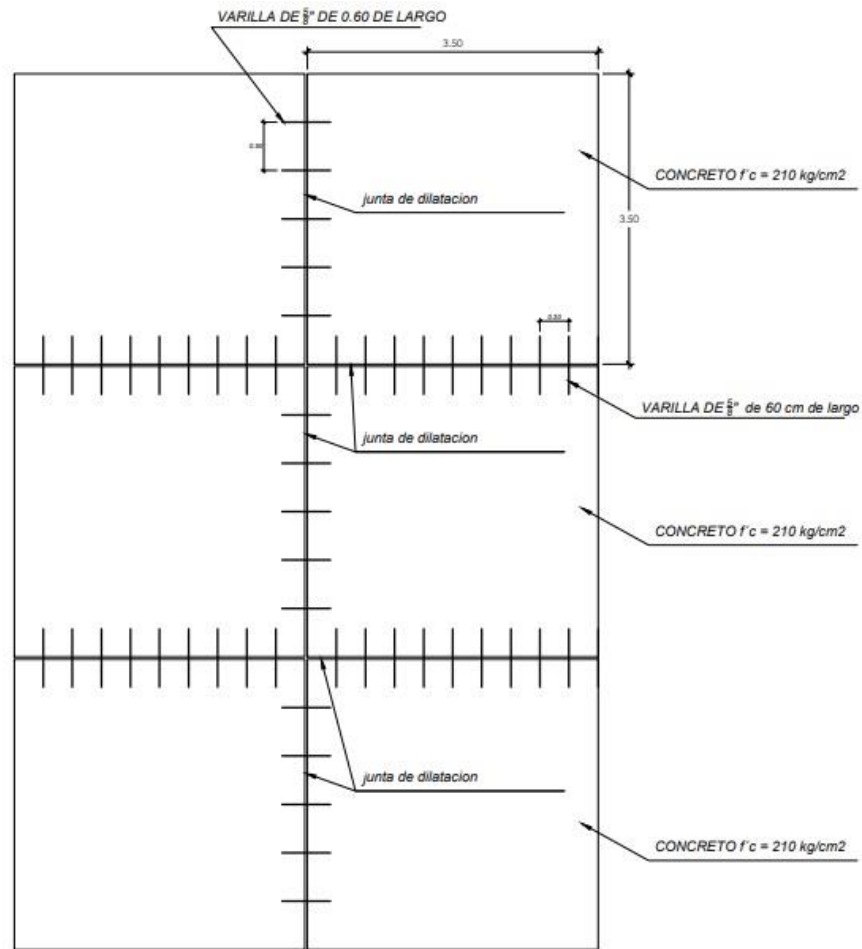 VARILLA DE 5/8" DE 0.60 DE LARGO
3.50
CONCRETO f´c = 210 kg/cm2
junta de dilatacion
3.50
VARILLA DE 5/8" de 60 cm de largo
junta de dilatacion
CONCRETO f´c = 210 kg/cm2
junta de dilatacion
CONCRETO f´c = 210 kg/cm2